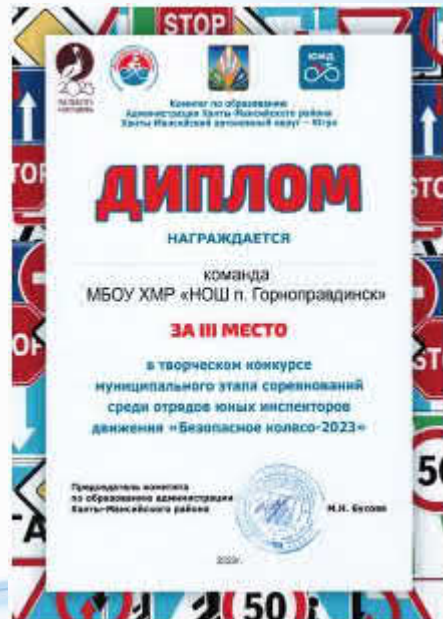 STOP
ЮИД
Комитет по образованию
Администрации Ханты-Мансийского района
Ханты-Мансийский автономный округ – Югра
ДИПЛОМ
НАГРАЖДАЕТСЯ
команда
МБОУ ХМР «НОШ п. Горноправдинск»
ЗА III МЕСТО
в творческом конкурсе
муниципального этапа соревнований
среди отрядов юных инспекторов
движения «Безопасное колесо-2023»
Председатель комитета
по образованию администрации
Ханты-Мансийского района
М.Н.
2023г.
50
50